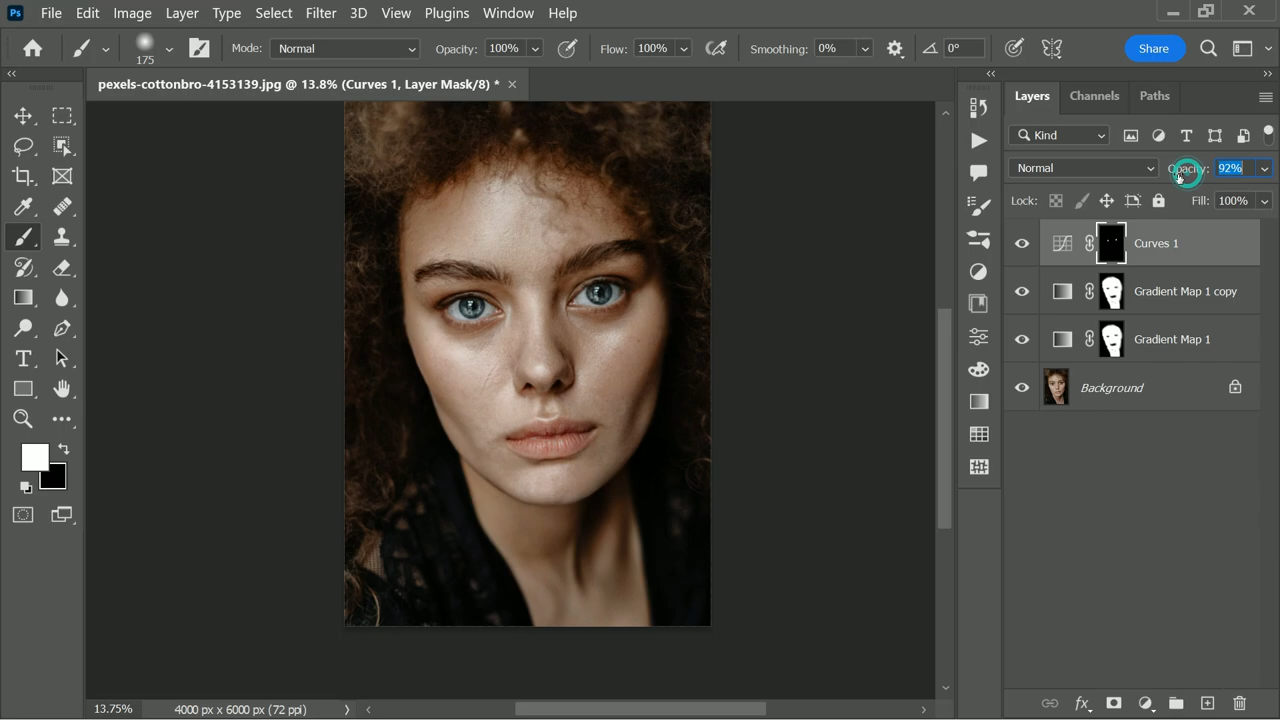 Ps File Edit Image Layer Type Select Filter 3D View Plugins Window Help
175 Mode: Normal Opacity: 100% Flow: 100% Smoothing: 0% 0° Share
pexels-cottonbro-4153139.jpg @ 13.8% (Curves 1, Layer Mask/8) *
Layers Channels Paths
Kind
Normal Opacity: 92%
Lock: Fill: 100%
Curves 1
Gradient Map 1 copy
Gradient Map 1
Background
13.75% 4000 px x 6000 px (72 ppi)